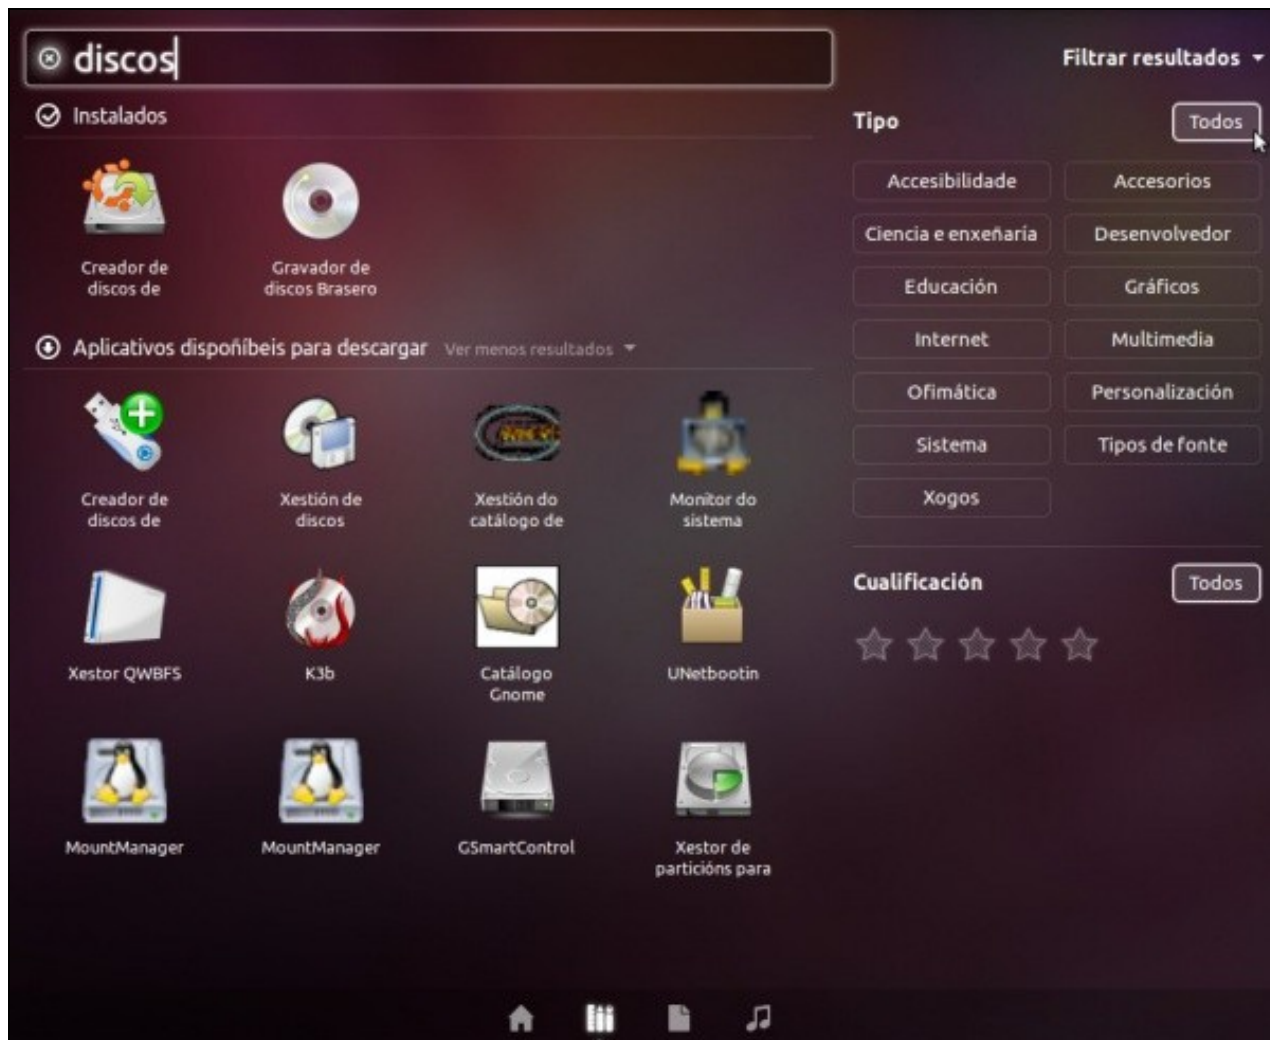 discos
Filtrar resultados
Instalados
Creador de
discos de
Gravador de
discos Brasero
Aplicativos dispoñíbeis para descargar Ver menos resultados
Creador de
discos de
Xestión de
discos
Xestión do
catálogo de
Monitor do
sistema
Xestor QWBFS
K3b
Catálogo
Gnome
UNetbootin
MountManager
MountManager
GSmartControl
Xestor de
particións para
Tipo Todos
Accesibilidade Accesorios
Ciencia e enxeñaría Desenvolvedor
Educación Gráficos
Internet Multimedia
Ofimática Personalización
Sistema Tipos de fonte
Xogos
Cualificación Todos